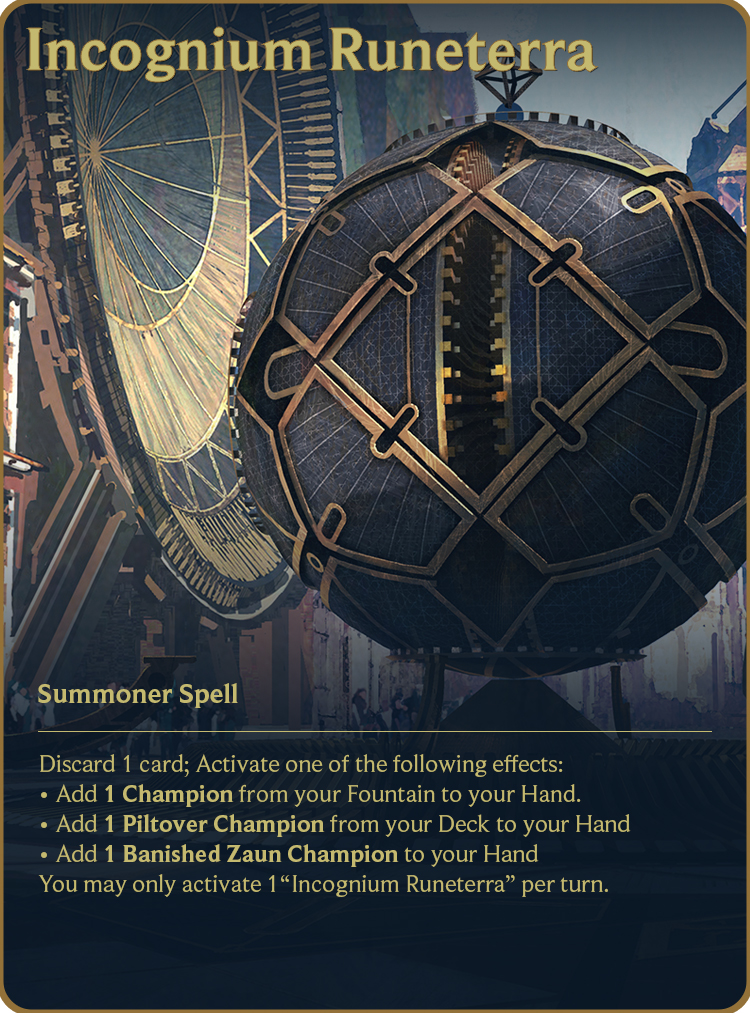 Incognium Runeterra
Summoner Spell
Discard 1 card; Activate one of the following effects:
• Add 1 Champion from your Fountain to your Hand.
• Add 1 Piltover Champion from your Deck to your Hand
• Add 1 Banished Zaun Champion to your Hand
You may only activate 1“Incognium Runeterra” per turn.